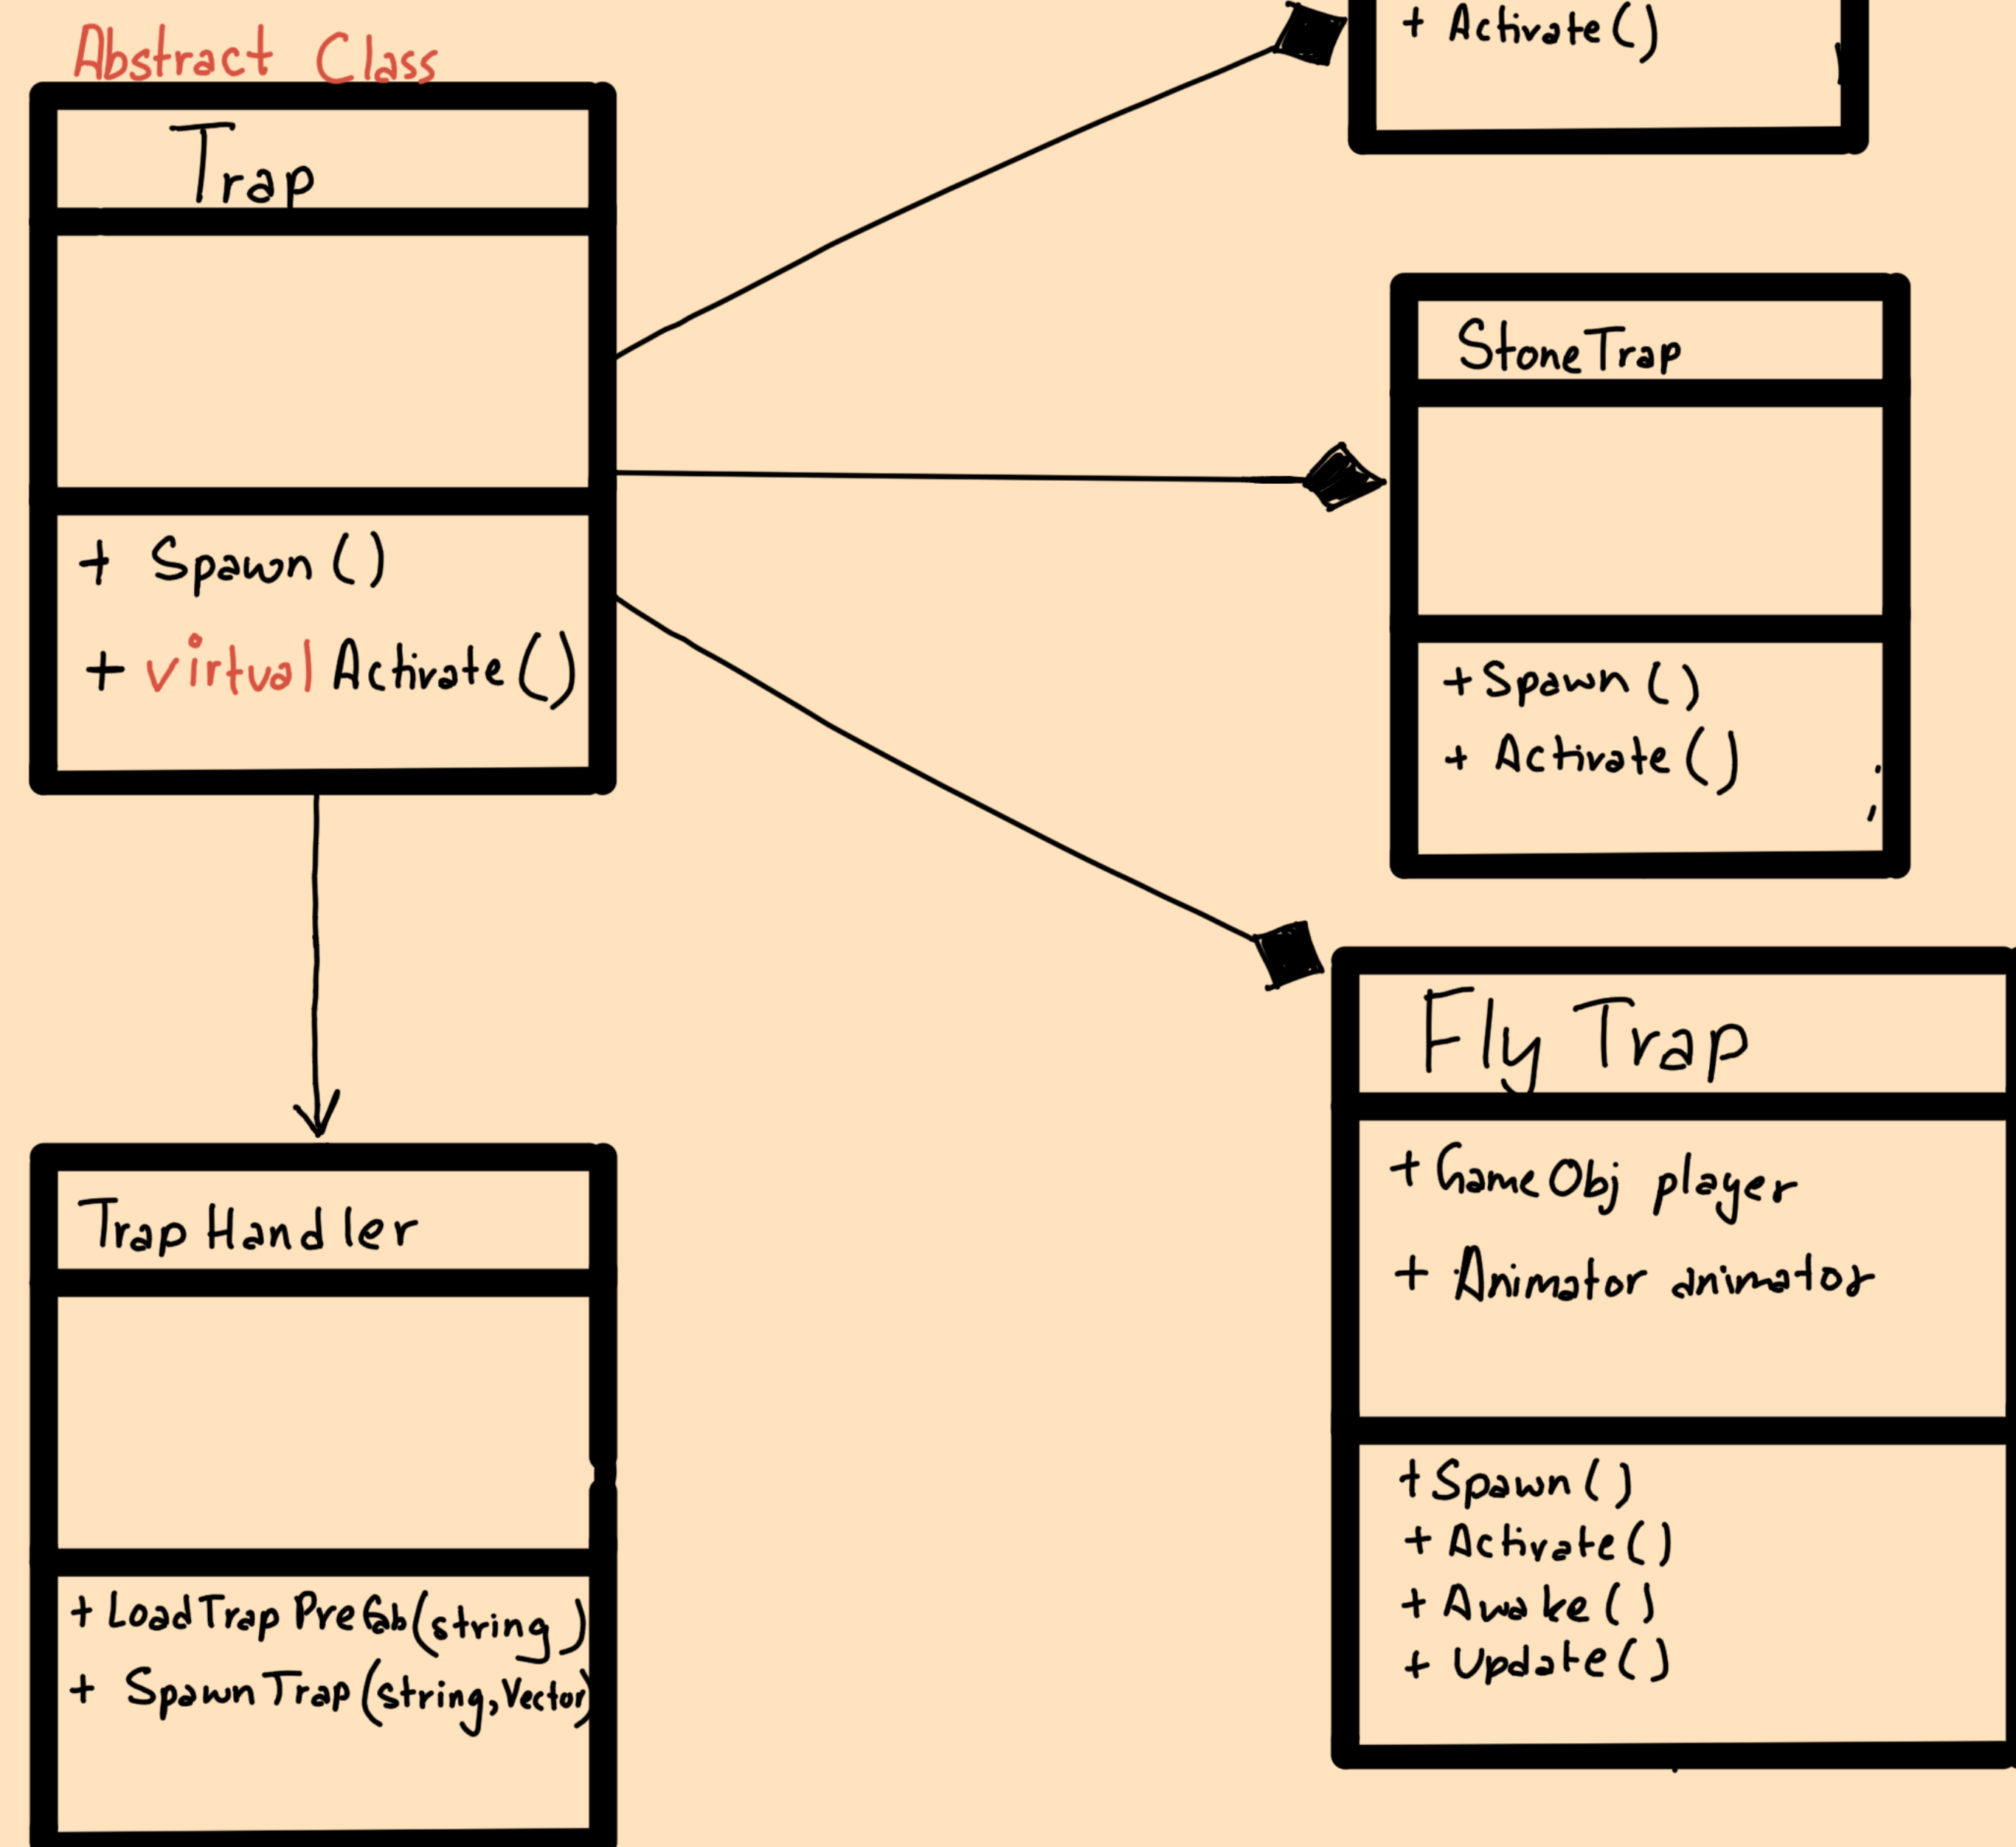 Abstract Class
Trap
+ Spawn()
+ virtual Activate()
Trap Handler
+ LoadTrapPrefab(string)
+ SpawnTrap(string, Vector)
+ Activate()
StoneTrap
+ Spawn()
+ Activate()
Fly Trap
+ GameObj player
+ Animator animator
+ Spawn()
+ Activate()
+ Awake()
+ Update()